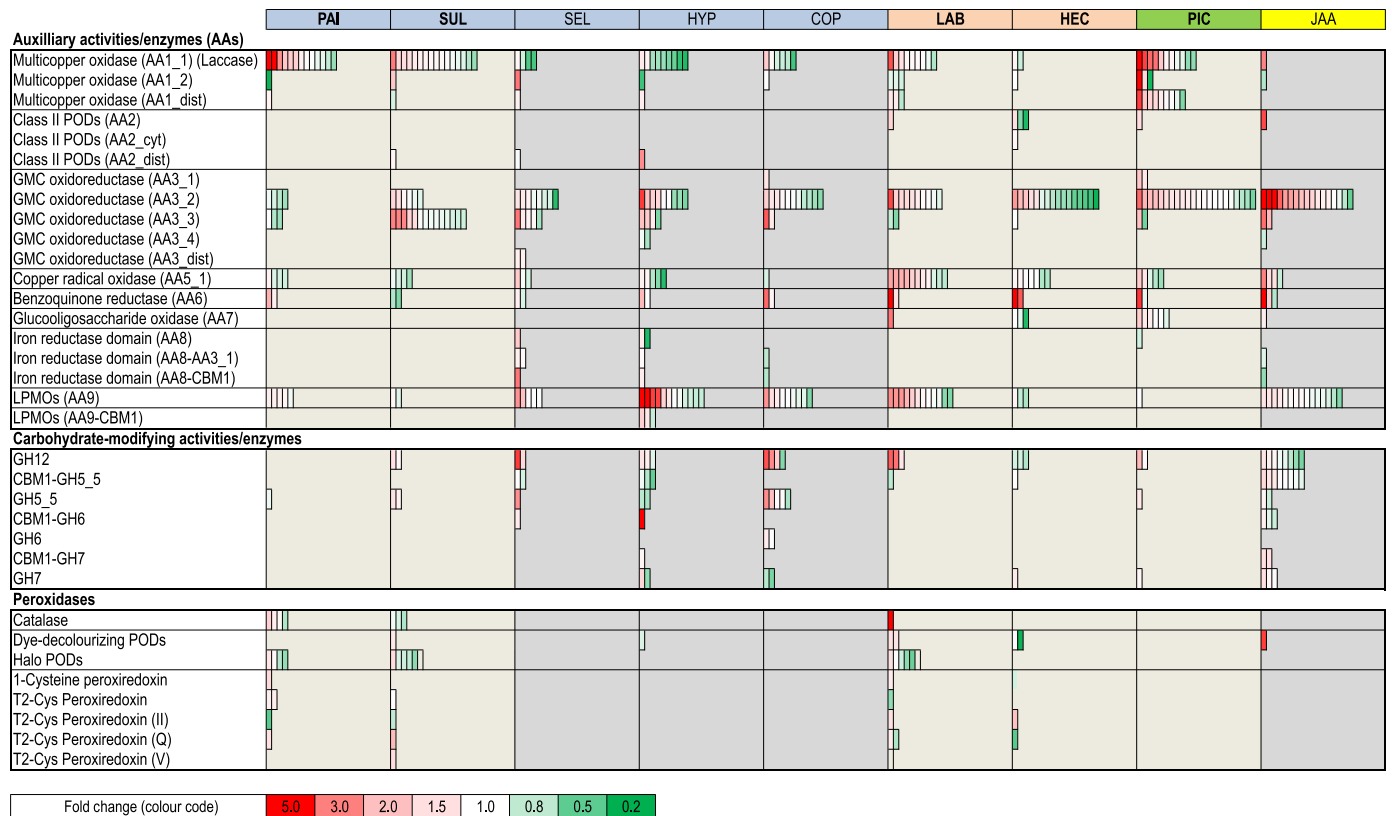 PAI SUL SEL HYP COP LAB HEC PIC JAA
Auxilliary activities/enzymes (AAs)
Multicopper oxidase (AA1_1) (Laccase)
Multicopper oxidase (AA1_2)
Multicopper oxidase (AA1_dist)
Class II PODs (AA2)
Class II PODs (AA2_cyt)
Class II PODs (AA2_dist)
GMC oxidoreductase (AA3_1)
GMC oxidoreductase (AA3_2)
GMC oxidoreductase (AA3_3)
GMC oxidoreductase (AA3_4)
GMC oxidoreductase (AA3_dist)
Copper radical oxidase (AA5_1)
Benzoquinone reductase (AA6)
Glucooligosaccharide oxidase (AA7)
Iron reductase domain (AA8)
Iron reductase domain (AA8-AA3_1)
Iron reductase domain (AA8-CBM1)
LPMOs (AA9)
LPMOs (AA9-CBM1)
Carbohydrate-modifying activities/enzymes
GH12
CBM1-GH5_5
GH5_5
CBM1-GH6
GH6
CBM1-GH7
GH7
Peroxidases
Catalase
Dye-decolourizing PODs
Halo PODs
1-Cysteine peroxiredoxin
T2-Cys Peroxiredoxin
T2-Cys Peroxiredoxin (II)
T2-Cys Peroxiredoxin (Q)
T2-Cys Peroxiredoxin (V)
Fold change (colour code) 5.0 3.0 2.0 1.5 1.0 0.8 0.5 0.2